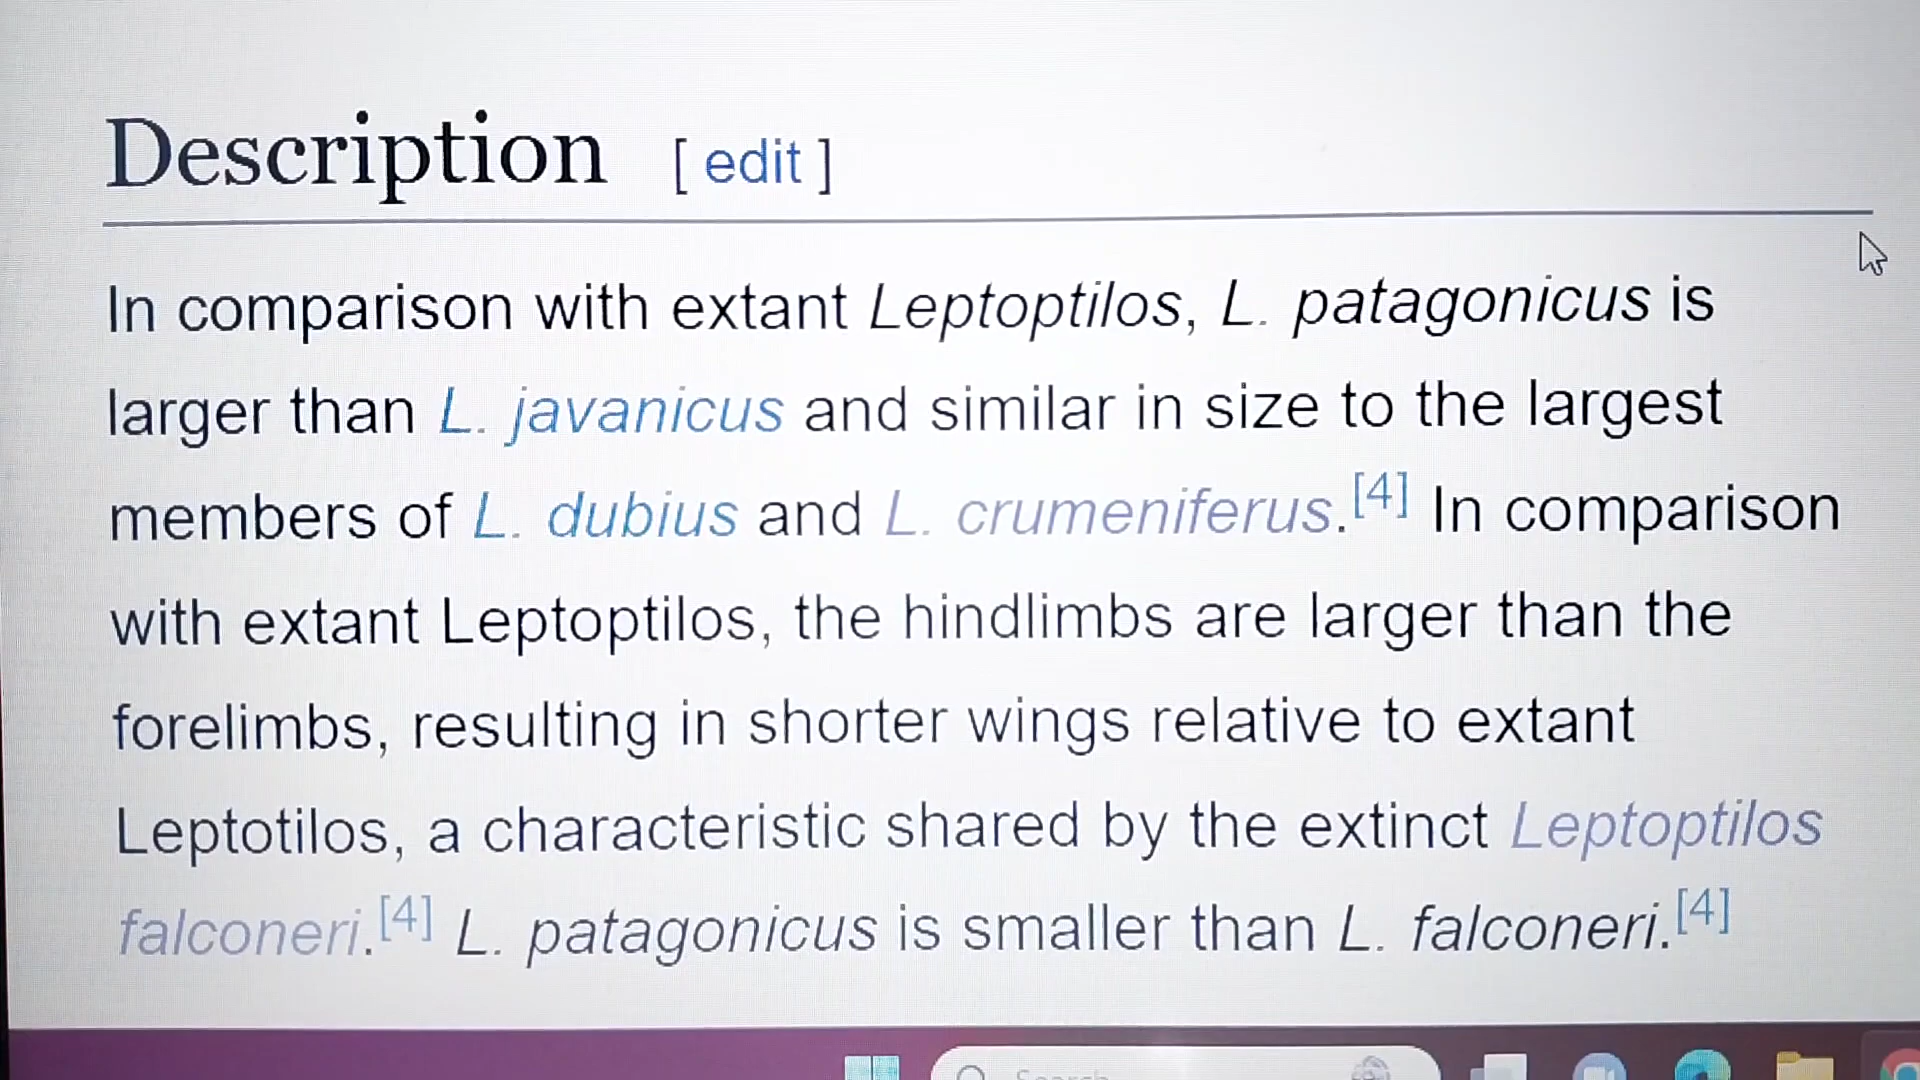 Description [ edit ]
In comparison with extant Leptoptilos, L. patagonicus is
larger than L. javanicus and similar in size to the largest
members of L. dubius and L. crumeniferus.[4] In comparison
with extant Leptoptilos, the hindlimbs are larger than the
forelimbs, resulting in shorter wings relative to extant
Leptotilos, a characteristic shared by the extinct Leptoptilos
falconeri.[4] L. patagonicus is smaller than L. falconeri.[4]
Search